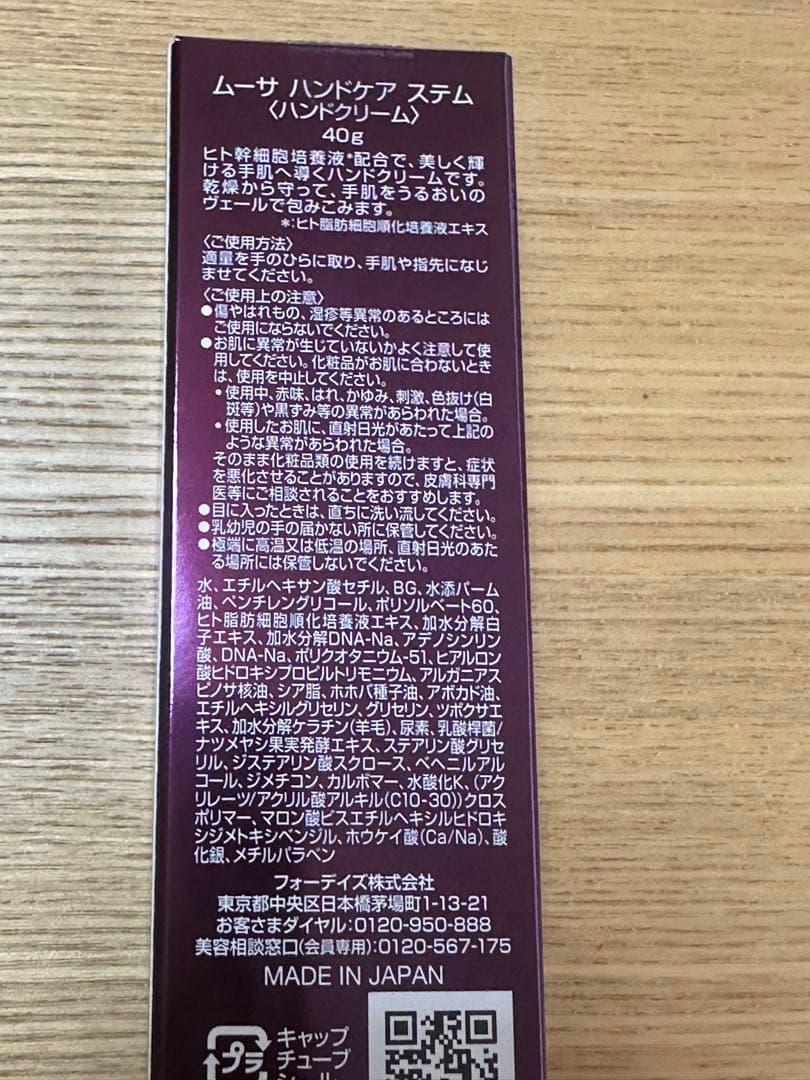 ムーサ ハンドケア ステム
〈ハンドクリーム〉
40g
ヒト幹細胞培養液*配合で、美しく輝
ける手肌へ導くハンドクリームです。
乾燥から守って、手肌をうるおいの
ヴェールで包みこみます。
*:ヒト脂肪細胞順化培養液エキス
〈ご使用方法〉
適量を手のひらに取り、手肌や指先になじ
ませてください。
〈ご使用上の注意〉
●傷やはれもの、湿疹等異常のあるところには
ご使用にならないでください。
●お肌に異常が生じていないかよく注意して使
用してください。化粧品がお肌に合わないとき
は、使用を中止してください。
・使用中、赤味、はれ、かゆみ、刺激、色抜け(白
斑等)や黒ずみ等の異常があらわれた場合。
・使用したお肌に、直射日光があたって上記の
ような異常があらわれた場合。
そのまま化粧品類の使用を続けますと、症状
を悪化させることがありますので、皮膚科専門
医等にご相談されることをおすすめします。
●目に入ったときは、直ちに洗い流してください。
●乳幼児の手の届かない所に保管してください。
●極端に高温又は低温の場所、直射日光のあた
る場所には保管しないでください。
水、エチルヘキサン酸セチル、BG、水添パーム
油、ペンチレングリコール、ポリソルベート60、
ヒト脂肪細胞順化培養液エキス、加水分解白
子エキス、加水分解DNA-Na、アデノシンリン
酸、DNA-Na、ポリクオタニウム-51、ヒアルロン
酸ヒドロキシプロピルトリモニウム、アルガニアス
ピノサ核油、シア脂、ホホバ種子油、アボカド油、
エチルヘキシルグリセリン、グリセリン、ツボクサエ
キス、加水分解ケラチン(羊毛)、尿素、乳酸桿菌/
ナツメヤシ果実発酵エキス、ステアリン酸グリセ
リル、ジステアリン酸スクロース、ベヘニルアル
コール、ジメチコン、カルボマー、水酸化K、(アク
リレーツ/アクリル酸アルキル(C10-30))クロス
ポリマー、マロン酸ビスエチルヘキシルヒドロキ
シジメトキシベンジル、ホウケイ酸(Ca/Na)、酸
化銀、メチルパラベン
フォーデイズ株式会社
東京都中央区日本橋茅場町1-13-21
お客さまダイヤル:0120-950-888
美容相談窓口(会員専用):0120-567-175
MADE IN JAPAN
プラ
キャップ
チューブ